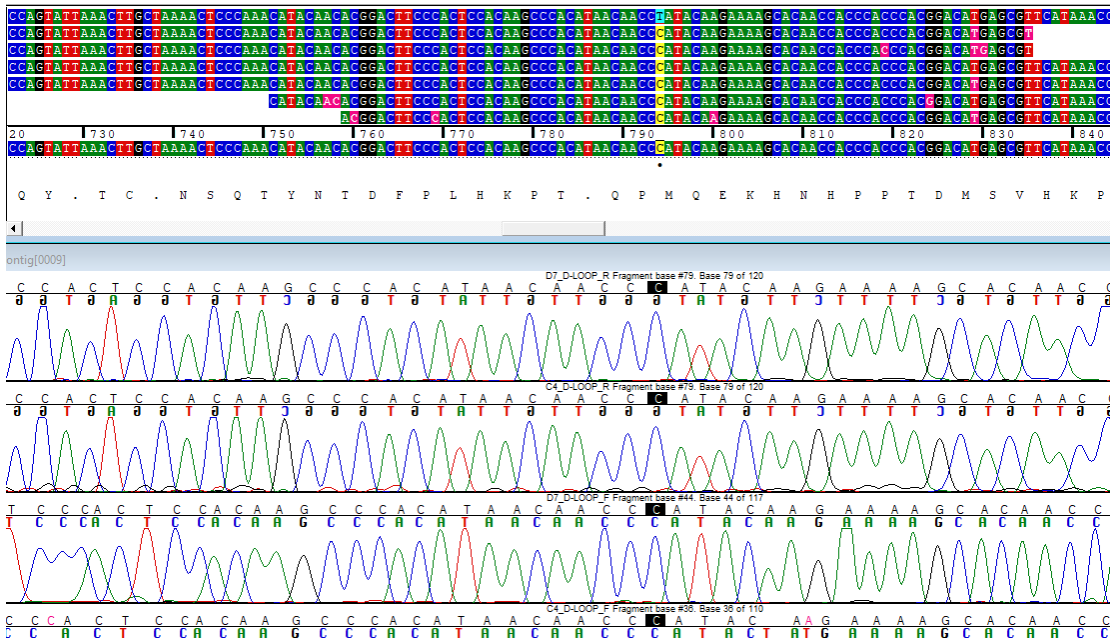 CCAGTATTAAACTTGCTAAAACTCCCAAACATACAACACGGACTTCCCACTCCACAAGCCCACATAACAACCTATACAAGAAAAGCACAACCACCCACCCACGGACATGAGCGTTCATAAACC
CCAGTATTAAACTTGCTAAAACTCCCAAACATACAACACGGACTTCCCACTCCACAAGCCCACATAACAACCCATACAAGAAAAGCACAACCACCCACCCACGGACATGAGCGT
CCAGTATTAAACTTGCTAAAACTCCCAAACATACAACACGGACTTCCCACTCCACAAGCCCACATAACAACCCATACAAGAAAAGCACAACCACCCACCCACGGACATGAGCGT
CCAGTATTAAACTTGCTAAAACTCCCAAACATACAACACGGACTTCCCACTCCACAAGCCCACATAACAACCCATACAAGAAAAGCACAACCACCCACCCACGGACATGAGCGTTCATAAACC
CCAGTATTAAACTTGCTAAAACTCCCAAACATACAACACGGACTTCCCACTCCACAAGCCCACATAACAACCCATACAAGAAAAGCACAACCACCCACCCACGGACATGAGCGTTCATAAACC
CATACAACACGGACTTCCCACTCCACAAGCCCACATAACAACCCATACAAGAAAAGCACAACCACCCACCCACGGACATGAGCGTTCATAAACC
ACGGACTTCCCACTCCACAAGCCCACATAACAACCCATACAAGAAAAGCACAACCACCCACCCACGGACATGAGCGTTCATAAACC
20 730 740 750 760 770 780 790 800 810 820 830 840
CCAGTATTAAACTTGCTAAAACTCCCAAACATACAACACGGACTTCCCACTCCACAAGCCCACATAACAACCCATACAAGAAAAGCACAACCACCCACCCACGGACATGAGCGTTCATAAACC
Q Y . T C . N S Q T Y N T D F P L H K P T . Q P M Q E K H N H P P T D M S V H K P
ontig[0009]
D7_D-LOOP_R Fragment base #79. Base 79 of 120
C C A C T C C A C A A G C C C A C A T A A C A A C C C A T A C A A G A A A A G C A C A A C C
G G T G A G G T G T T C G G G T G T A T T G T T G G G T A T G T T C T T T T C G T G T T G G
C4_D-LOOP_R Fragment base #79. Base 79 of 120
C C A C T C C A C A A G C C C A C A T A A C A A C C C A T A C A A G A A A A G C A C A A C C
G G T G A G G T G T T C G G G T G T A T T G T T G G G T A T G T T C T T T T C G T G T T G G
D7_D-LOOP_F Fragment base #44. Base 44 of 117
T C C C A C T C C A C A A G C C C A C A T A A C A A C C C A T A C A A G A A A A G C A C A A C C
T C C C A C T C C A C A A G C C C A C A T A A C A A C C C A T A C A A G A A A A G C A C A A C C
C4_D-LOOP_F Fragment base #36. Base 36 of 110
C C C A C T C C A C A A G C C C A C A T A A C A A C C C A T A C A A G A A A A G C A C A A C C
C C A C T C C A C A A G C C C A C A T A A C A A C C C A T A C T A T G A A A A G C A C A A C C